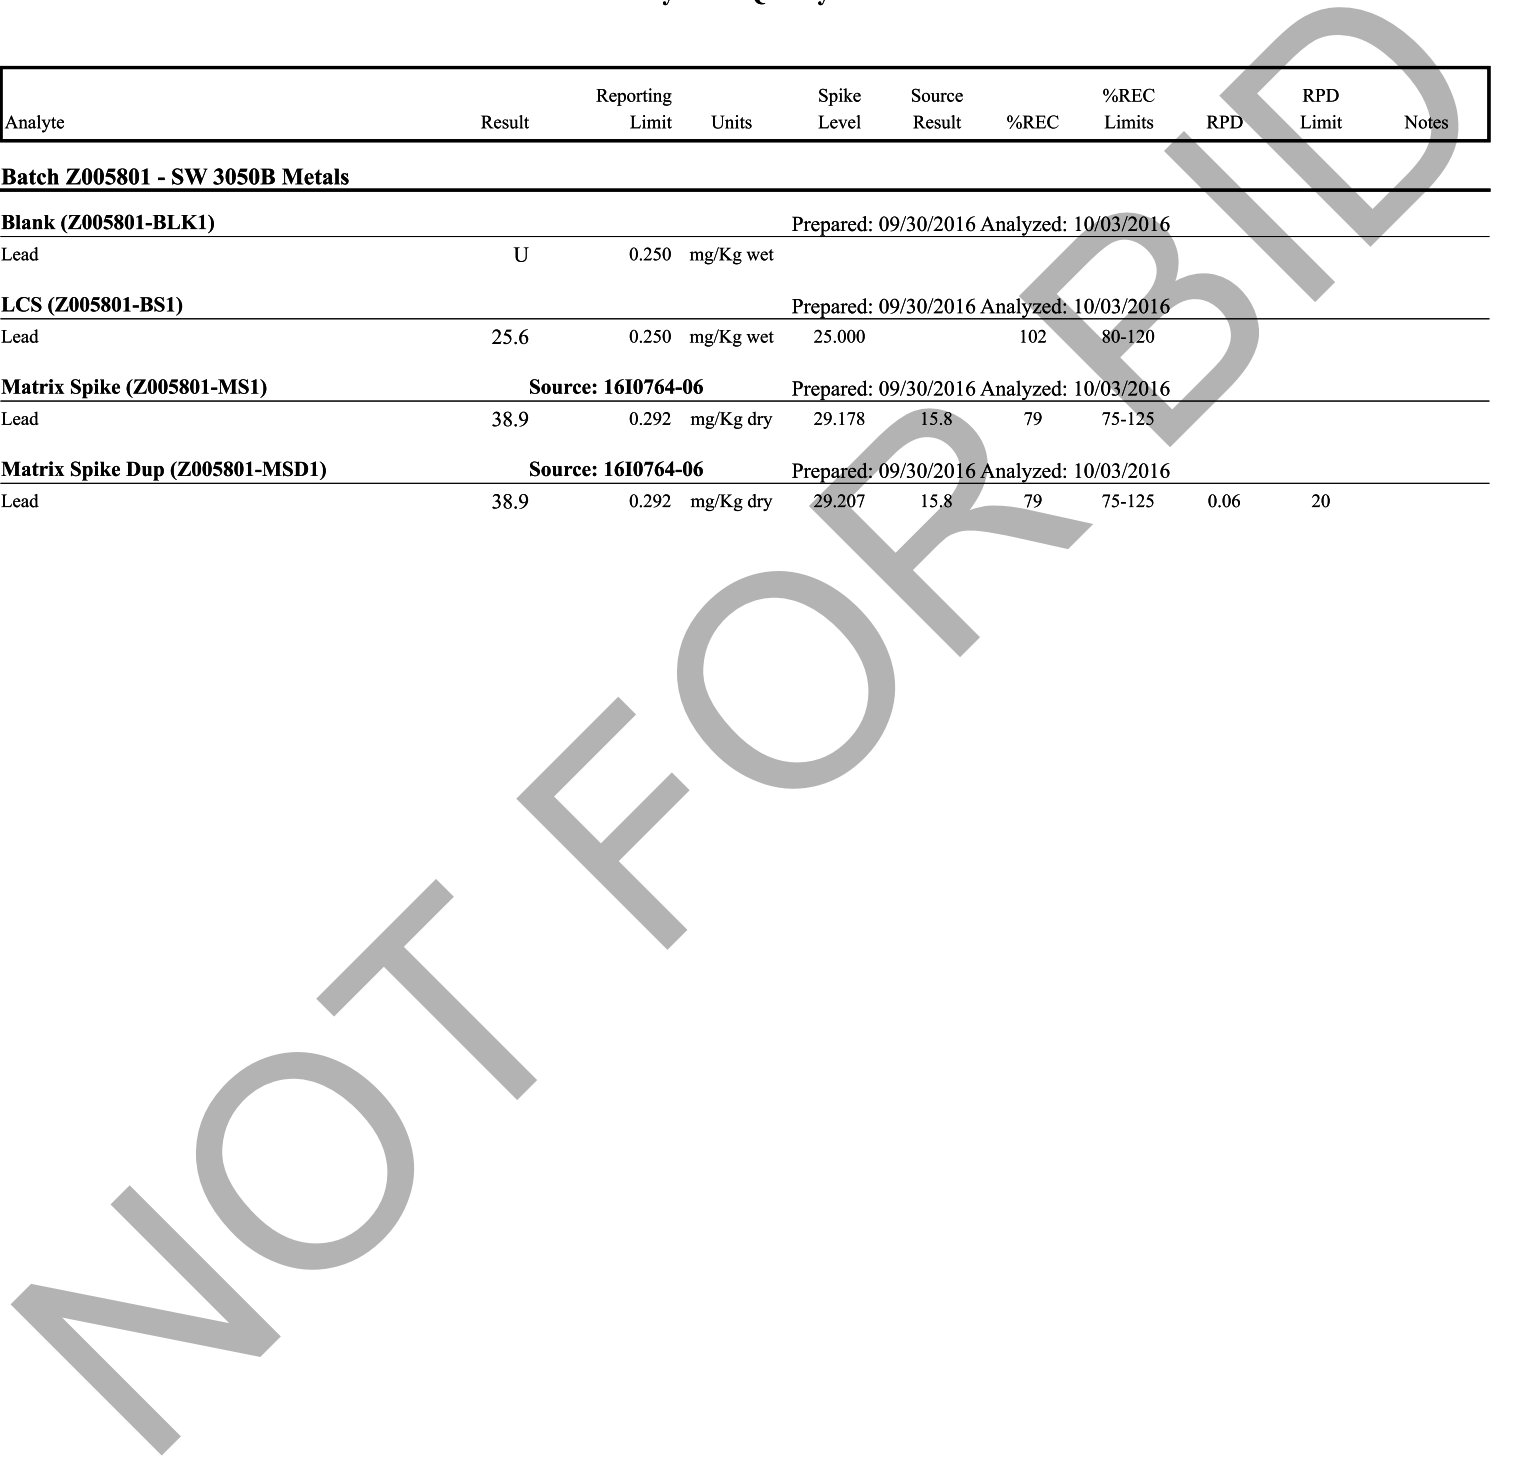 Reporting Spike Source %REC RPD
Analyte Result Limit Units Level Result %REC Limits RPD Limit Notes
Batch Z005801 - SW 3050B Metals
Blank (Z005801-BLK1) Prepared: 09/30/2016 Analyzed: 10/03/2016
Lead U 0.250 mg/Kg wet
LCS (Z005801-BS1) Prepared: 09/30/2016 Analyzed: 10/03/2016
Lead 25.6 0.250 mg/Kg wet 25.000 102 80-120
Matrix Spike (Z005801-MS1) Source: 16I0764-06 Prepared: 09/30/2016 Analyzed: 10/03/2016
Lead 38.9 0.292 mg/Kg dry 29.178 15.8 79 75-125
Matrix Spike Dup (Z005801-MSD1) Source: 16I0764-06 Prepared: 09/30/2016 Analyzed: 10/03/2016
Lead 38.9 0.292 mg/Kg dry 29.207 15.8 79 75-125 0.06 20
NOT FOR BID